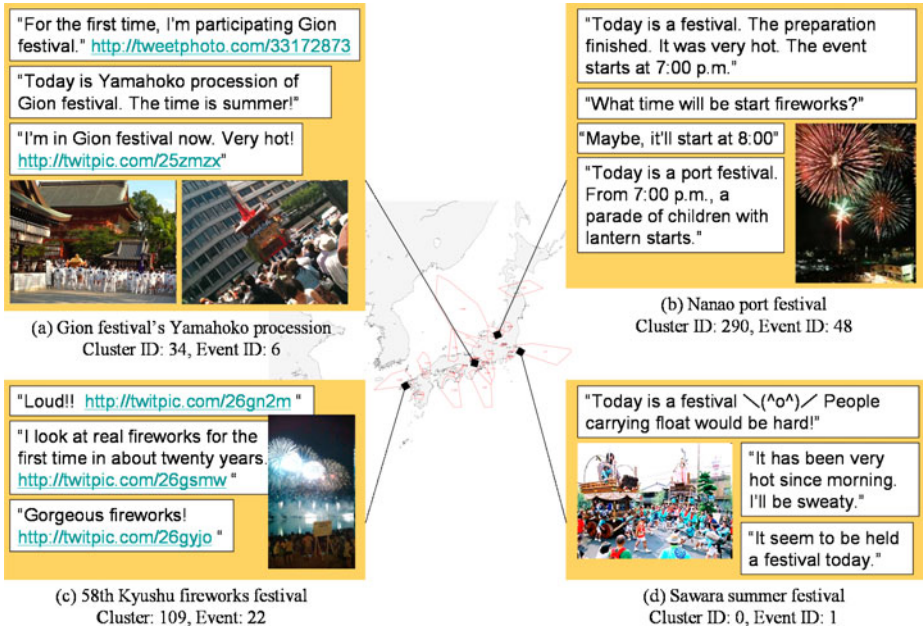 "For the first time, I'm participating Gion
festival." http://tweetphoto.com/33172873
"Today is Yamahoko procession of
Gion festival. The time is summer!"
"I'm in Gion festival now. Very hot!
http://twitpic.com/25zmzx"
(a) Gion festival's Yamahoko procession
Cluster ID: 34, Event ID: 6
"Today is a festival. The preparation
finished. It was very hot. The event
starts at 7:00 p.m."
"What time will be start fireworks?"
"Maybe, it'll start at 8:00"
"Today is a port festival.
From 7:00 p.m., a
parade of children with
lantern starts."
(b) Nanao port festival
Cluster ID: 290, Event ID: 48
"Loud!! http://twitpic.com/26gn2m "
"I look at real fireworks for the
first time in about twenty years.
http://twitpic.com/26gsmw "
"Gorgeous fireworks!
http://twitpic.com/26gyjo "
(c) 58th Kyushu fireworks festival
Cluster: 109, Event: 22
"Today is a festival ＼(^o^)／ People
carrying float would be hard!"
"It has been very
hot since morning.
I'll be sweaty."
"It seem to be held
a festival today."
(d) Sawara summer festival
Cluster ID: 0, Event ID: 1